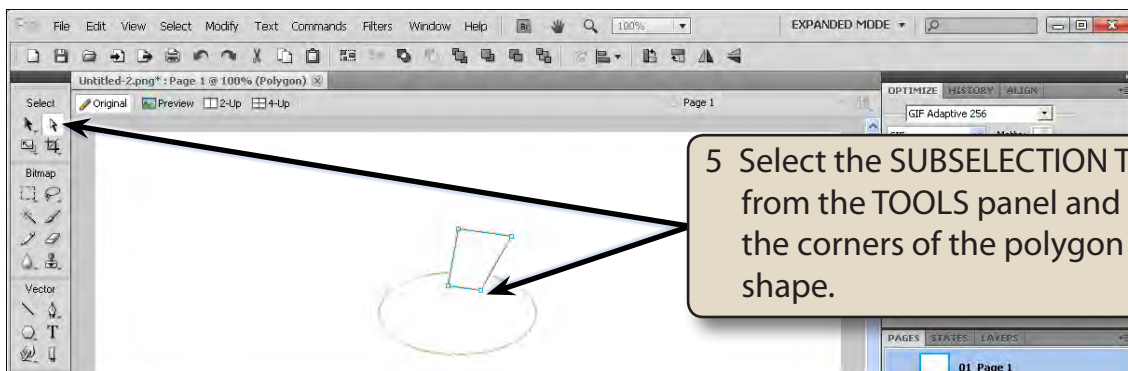 File Edit View Select Modify Text Commands Filters Window Help Br 100% EXPANDED MODE
Untitled-2.png* : Page 1 @ 100% (Polygon)
Select Original Preview 2-Up 4-Up Page 1
OPTIMIZE HISTORY ALIGN
GIF Adaptive 256
Bitmap
Vector
5 Select the SUBSELECTION T
from the TOOLS panel and
the corners of the polygon
shape.
PAGES STATES LAYERS
01 Page 1